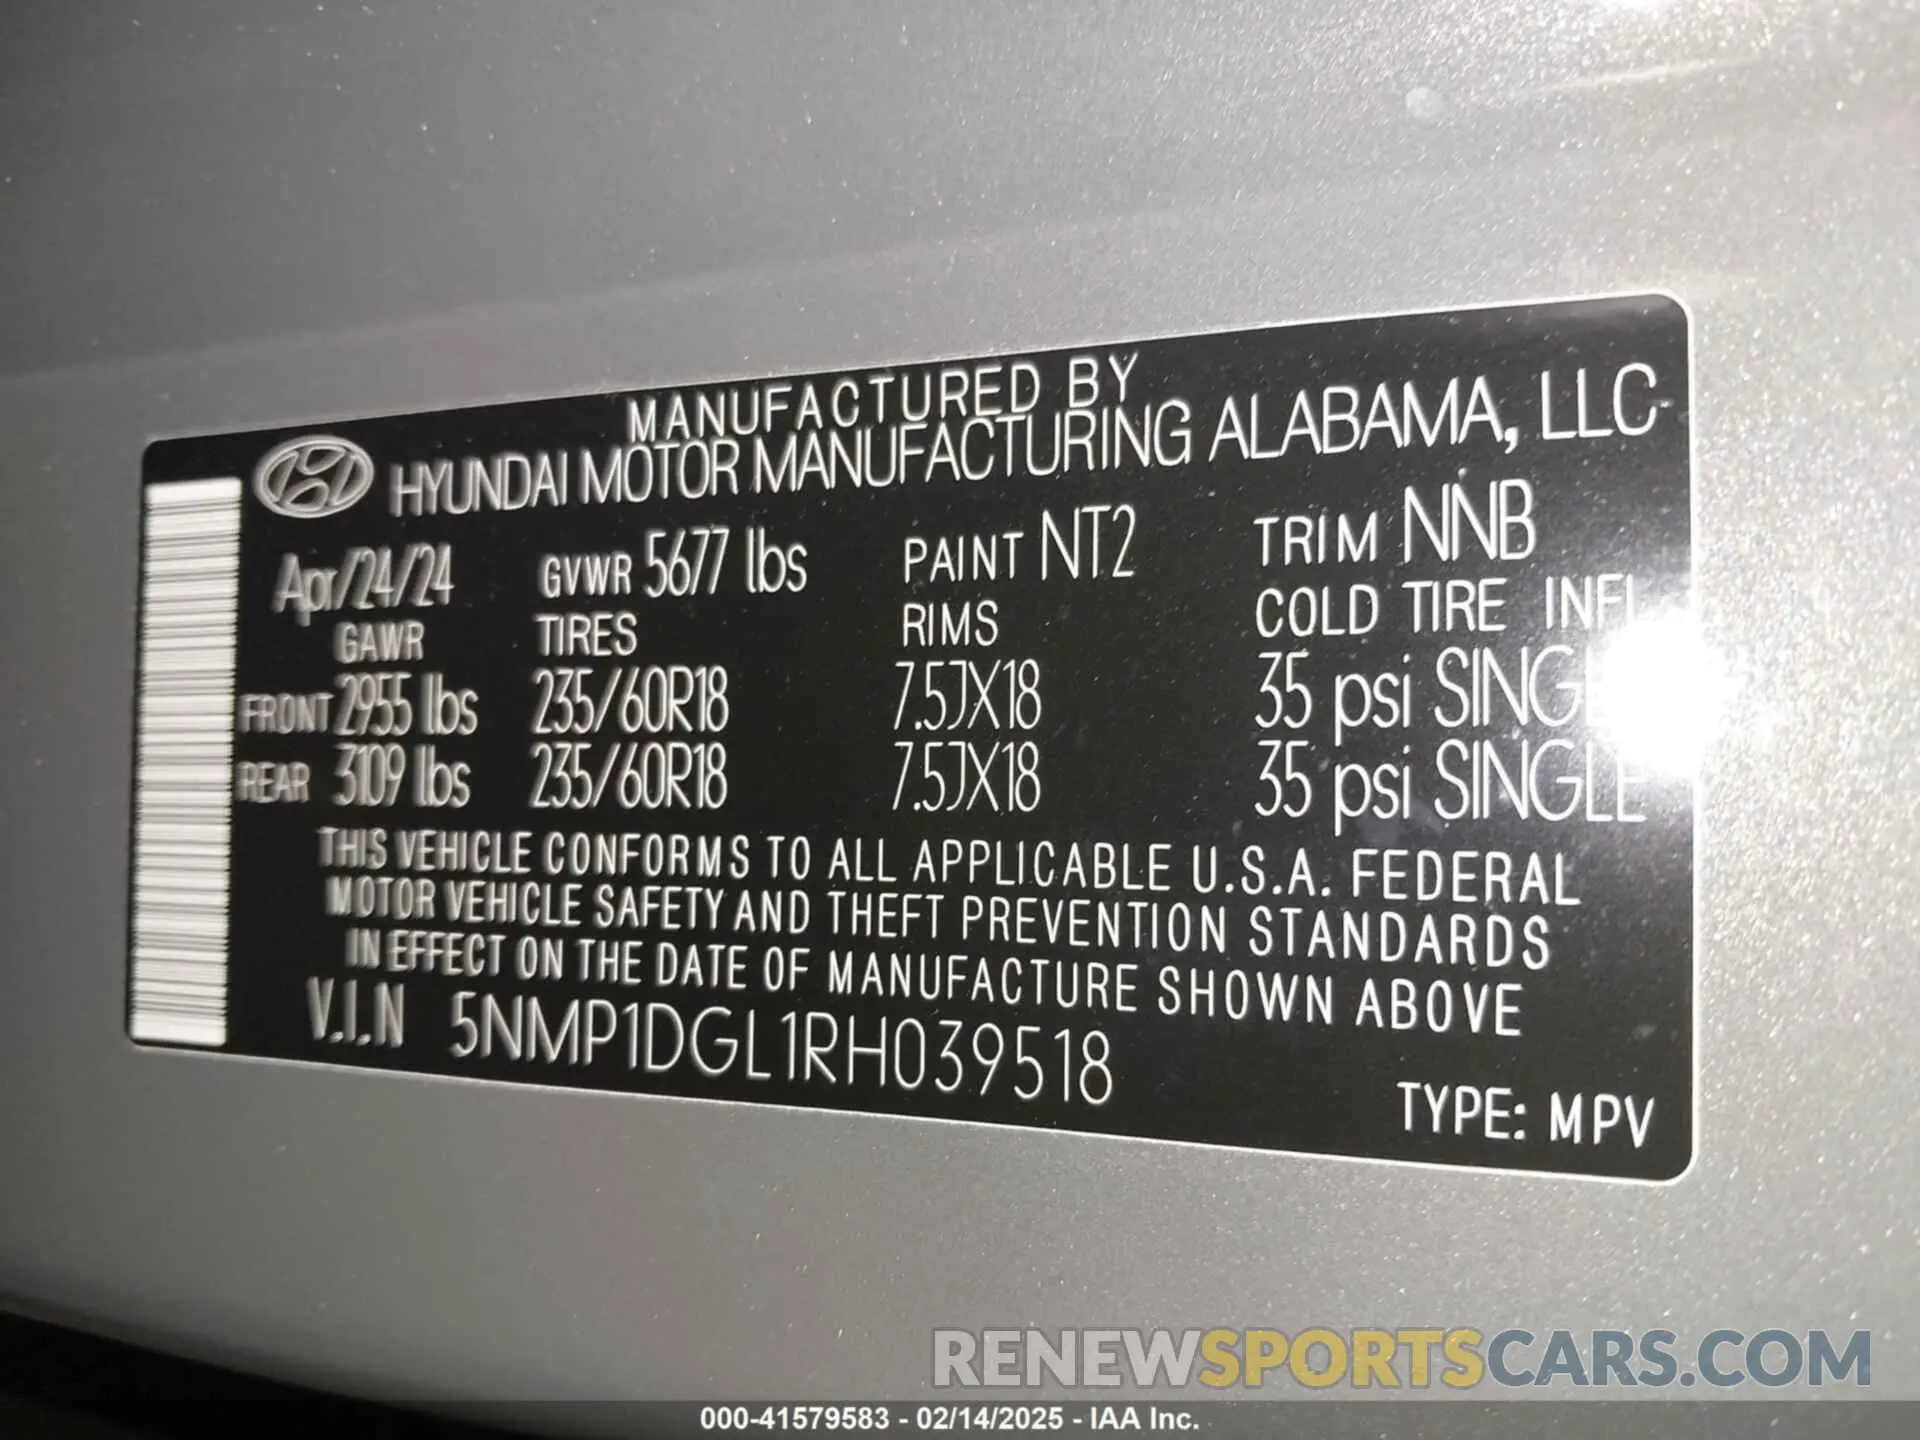 MANUFACTURED BY
HYUNDAI MOTOR MANUFACTURING ALABAMA, LLC
Apr/24/24 GVWR 5677 lbs PAINT NT2 TRIM NNB
GAWR TIRES RIMS COLD TIRE INFL
FRONT 2955 lbs 235/60R18 7.5JX18 35 psi SINGLE
REAR 3109 lbs 235/60R18 7.5JX18 35 psi SINGLE
THIS VEHICLE CONFORMS TO ALL APPLICABLE U.S.A. FEDERAL
MOTOR VEHICLE SAFETY AND THEFT PREVENTION STANDARDS
IN EFFECT ON THE DATE OF MANUFACTURE SHOWN ABOVE
V.I.N 5NMP1DGL1RH039518
TYPE: MPV
RENEWSPORTSCARS.COM
000-41579583 - 02/14/2025 - IAA Inc.